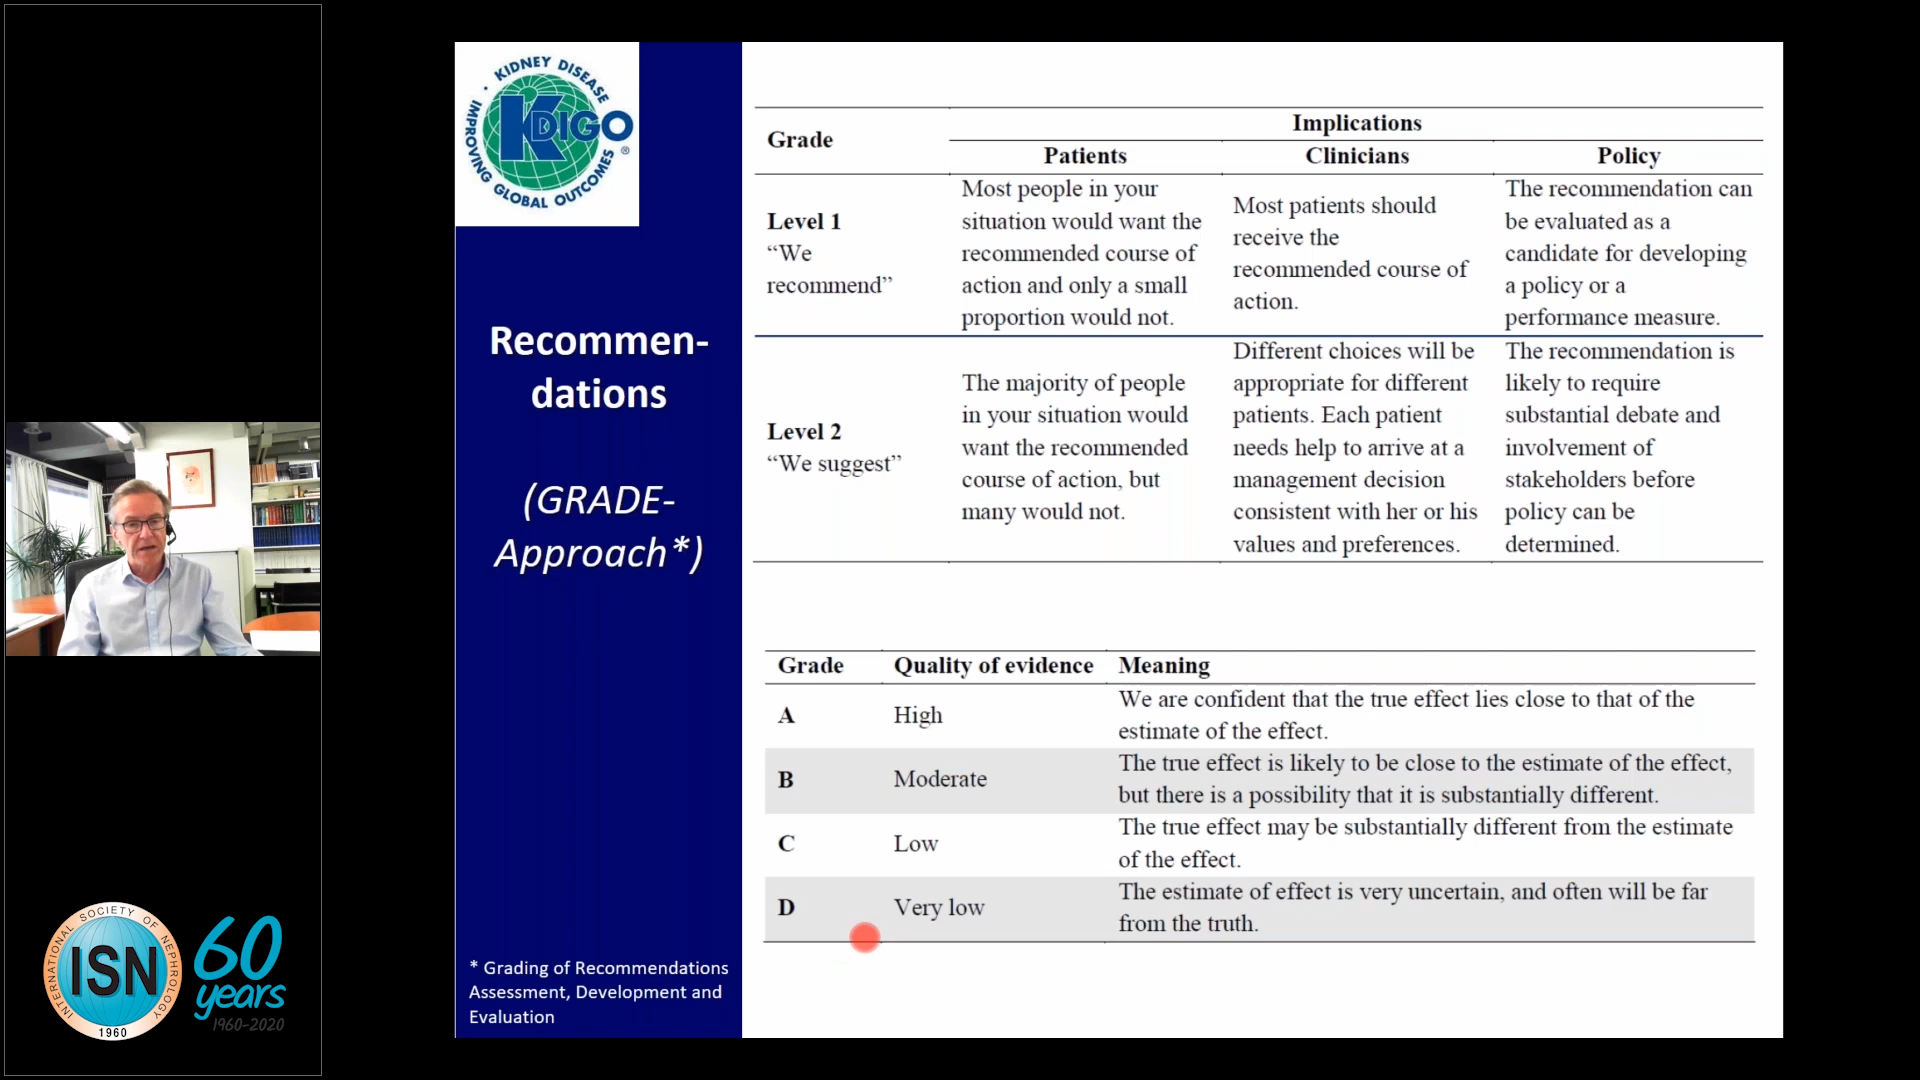 KIDNEY DISEASE
IMPROVING GLOBAL OUTCOMES
KDIGO®
Recommen-
dations
(GRADE-
Approach*)
* Grading of Recommendations
Assessment, Development and
Evaluation
Implications
Grade
Patients Clinicians Policy
Level 1
“We
recommend”
Most people in your
situation would want the
recommended course of
action and only a small
proportion would not.
Most patients should
receive the
recommended course of
action.
The recommendation can
be evaluated as a
candidate for developing
a policy or a
performance measure.
Level 2
“We suggest”
The majority of people
in your situation would
want the recommended
course of action, but
many would not.
Different choices will be
appropriate for different
patients. Each patient
needs help to arrive at a
management decision
consistent with her or his
values and preferences.
The recommendation is
likely to require
substantial debate and
involvement of
stakeholders before
policy can be
determined.
Grade Quality of evidence Meaning
A High
We are confident that the true effect lies close to that of the
estimate of the effect.
B Moderate
The true effect is likely to be close to the estimate of the effect,
but there is a possibility that it is substantially different.
C Low
The true effect may be substantially different from the estimate
of the effect.
D Very low
The estimate of effect is very uncertain, and often will be far
from the truth.
INTERNATIONAL SOCIETY OF NEPHROLOGY
ISN
1960
60
years
1960-2020